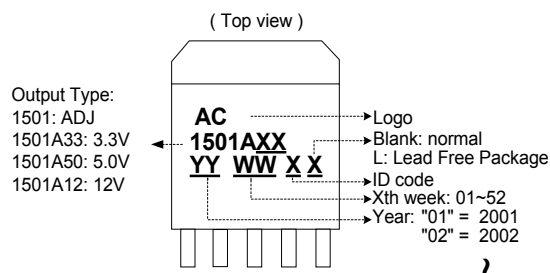 ( Top view )
Output Type:
1501: ADJ
1501A33: 3.3V
1501A50: 5.0V
1501A12: 12V
AC
1501AXX
YY WW X X
Logo
Blank: normal
L: Lead Free Package
ID code
Xth week: 01~52
Year: "01" = 2001
"02" = 2002